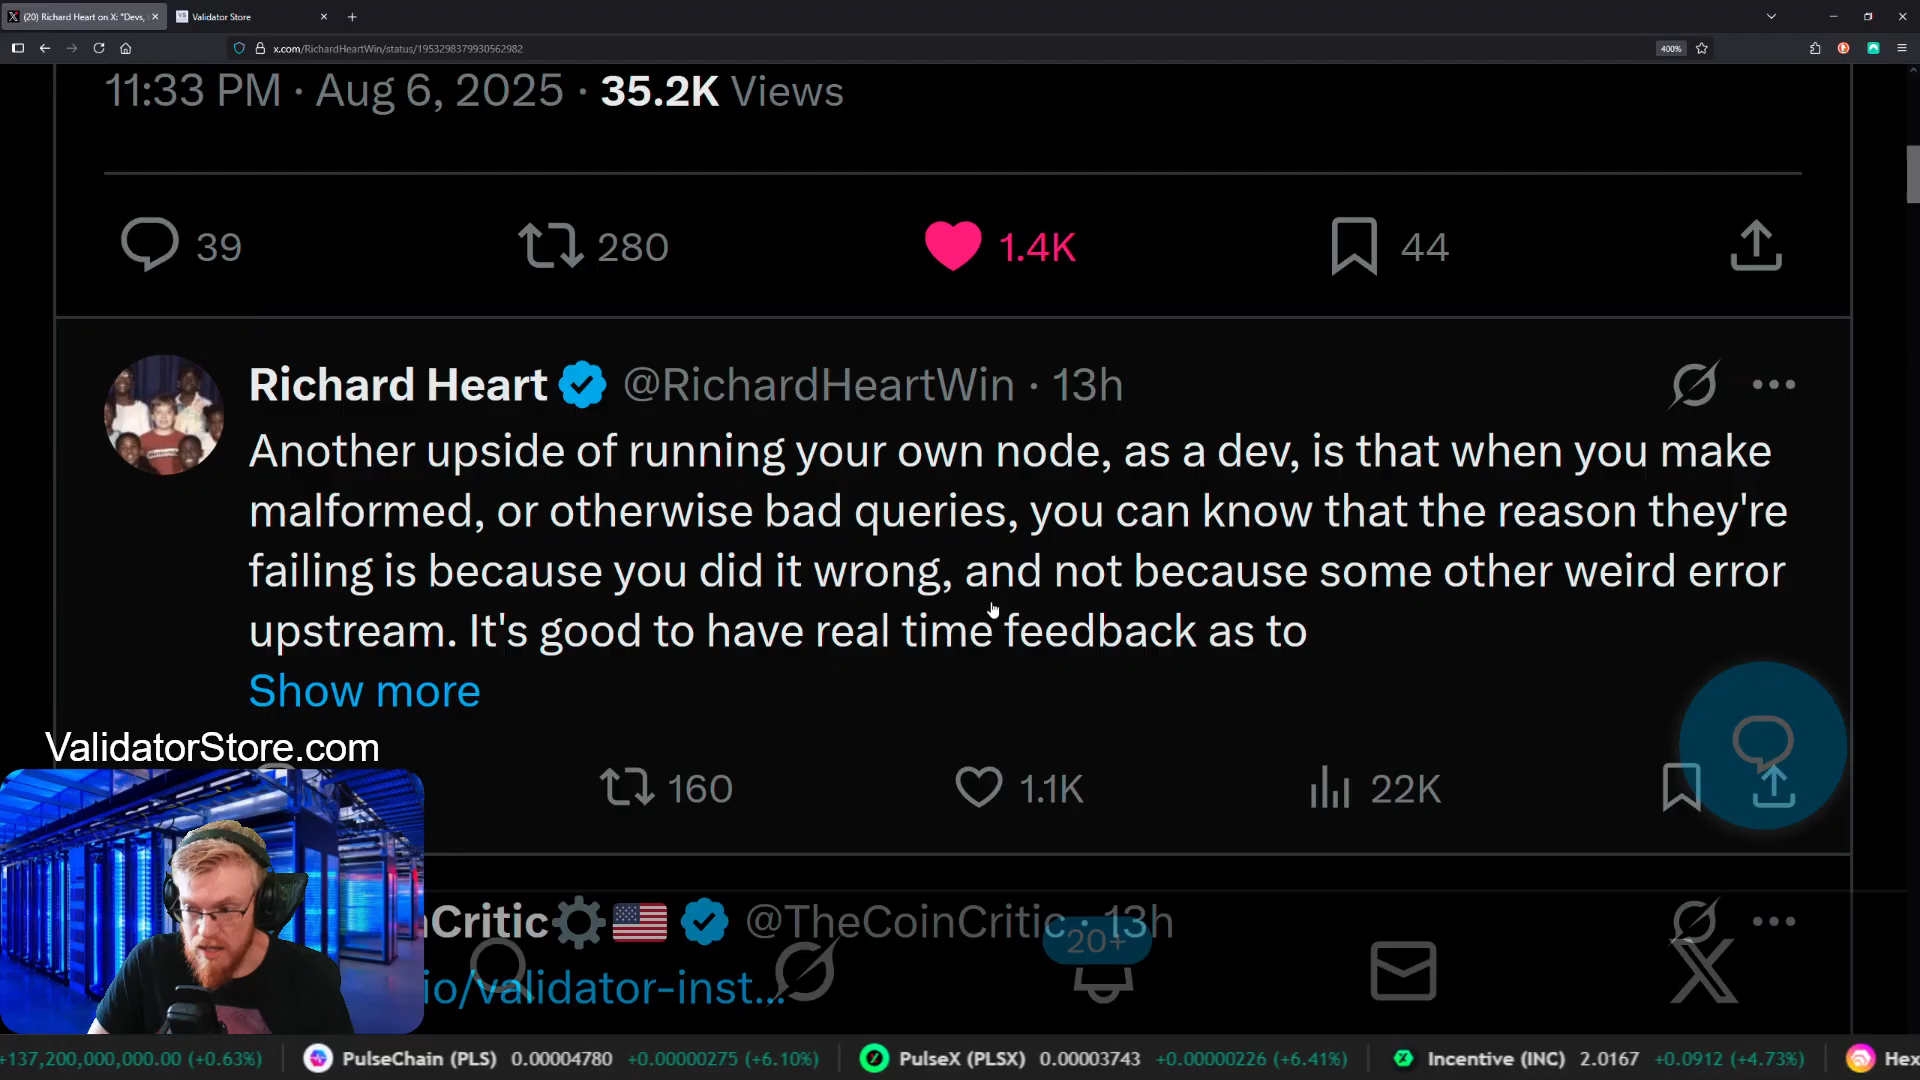 (20) Richard Heart on X: "Devs,
Validator Store
x.com/RichardHeartWin/status/1953298379930562982
400%
11:33 PM · Aug 6, 2025 · 35.2K Views
39
280
1.4K
44
Richard Heart @RichardHeartWin · 13h
Another upside of running your own node, as a dev, is that when you make
malformed, or otherwise bad queries, you can know that the reason they're
failing is because you did it wrong, and not because some other weird error
upstream. It's good to have real time feedback as to
Show more
ValidatorStore.com
160
1.1K
22K
Critic @TheCoinCritic · 13h
20+
io/validator-inst...
+137,200,000,000.00 (+0.63%)
PulseChain (PLS) 0.00004780 +0.00000275 (+6.10%)
PulseX (PLSX) 0.00003743 +0.00000226 (+6.41%)
Incentive (INC) 2.0167 +0.0912 (+4.73%)
Hex